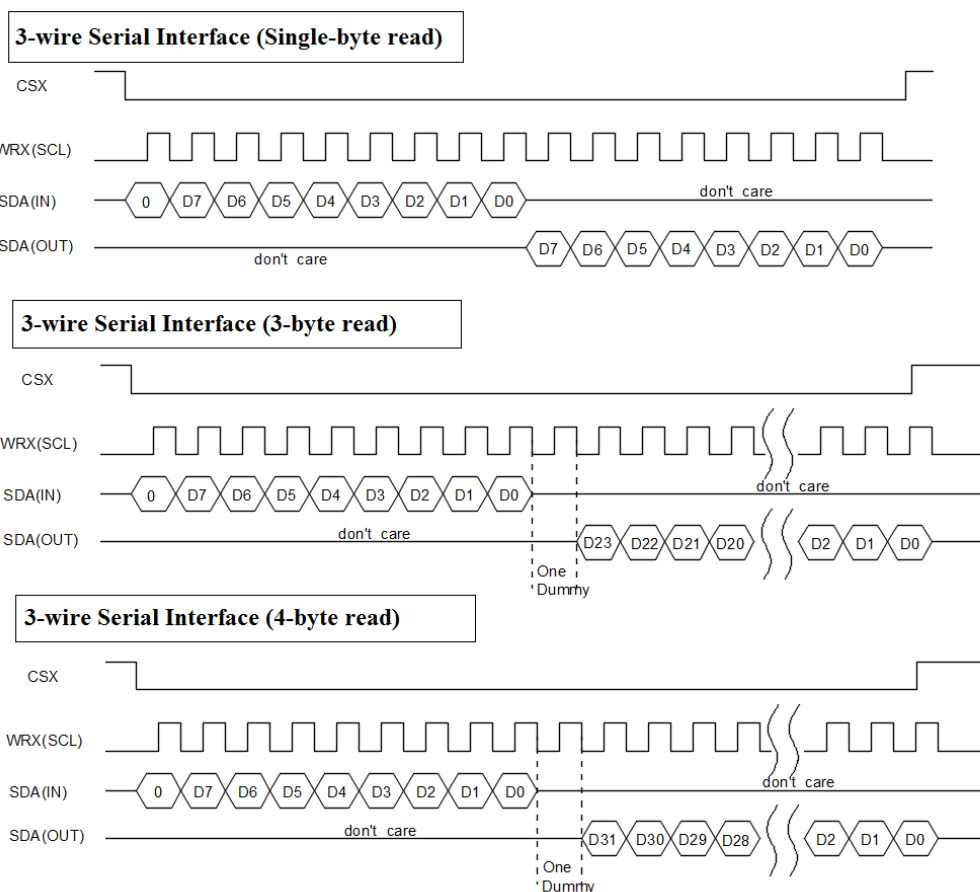 3-wire Serial Interface (Single-byte read)
CSX
WRX(SCL)
SDA(IN) 0 D7 D6 D5 D4 D3 D2 D1 D0 don't care
SDA(OUT) don't care D7 D6 D5 D4 D3 D2 D1 D0
3-wire Serial Interface (3-byte read)
CSX
WRX(SCL)
SDA(IN) 0 D7 D6 D5 D4 D3 D2 D1 D0 don't care
SDA(OUT) don't care D23 D22 D21 D20 D2 D1 D0
One
Dummy
3-wire Serial Interface (4-byte read)
CSX
WRX(SCL)
SDA(IN) 0 D7 D6 D5 D4 D3 D2 D1 D0 don't care
SDA(OUT) don't care D31 D30 D29 D28 D2 D1 D0
One
Dummy